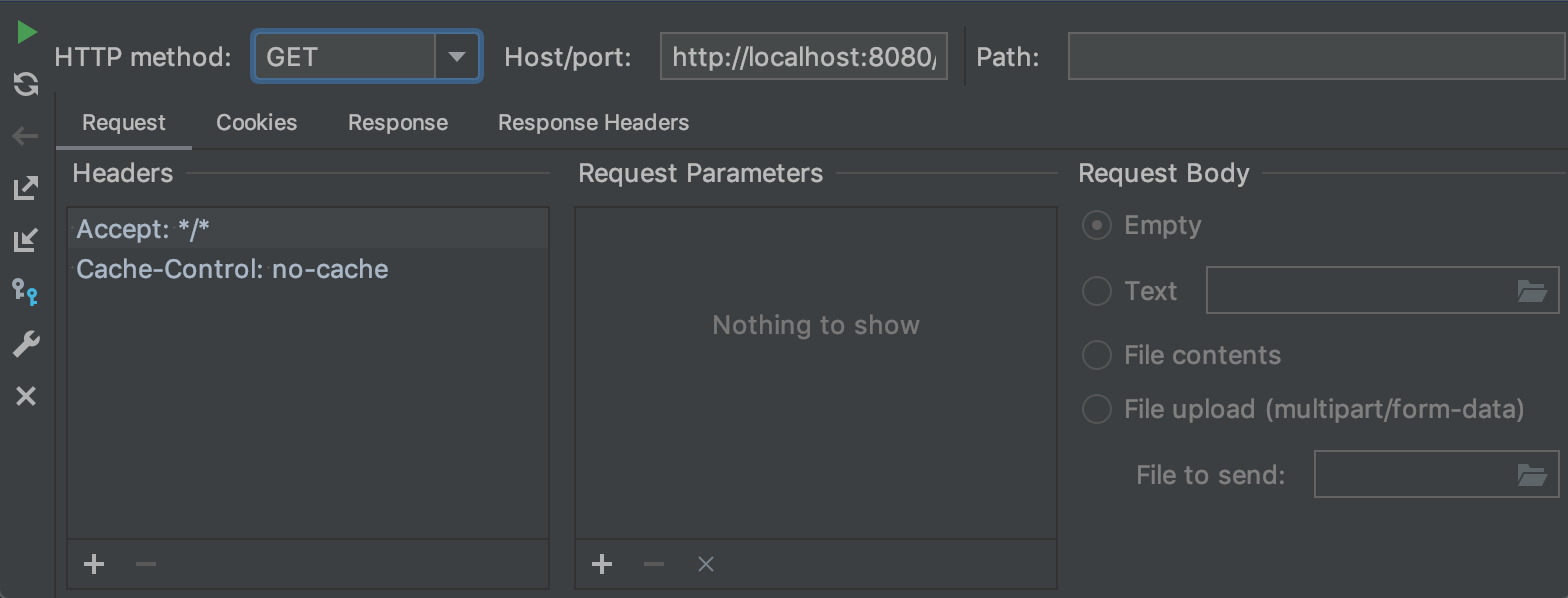 HTTP method: GET Host/port: http://localhost:8080/ Path:
Request Cookies Response Response Headers
Headers
Accept: */*
Cache-Control: no-cache
Request Parameters
Nothing to show
Request Body
Empty
Text
File contents
File upload (multipart/form-data)
File to send: